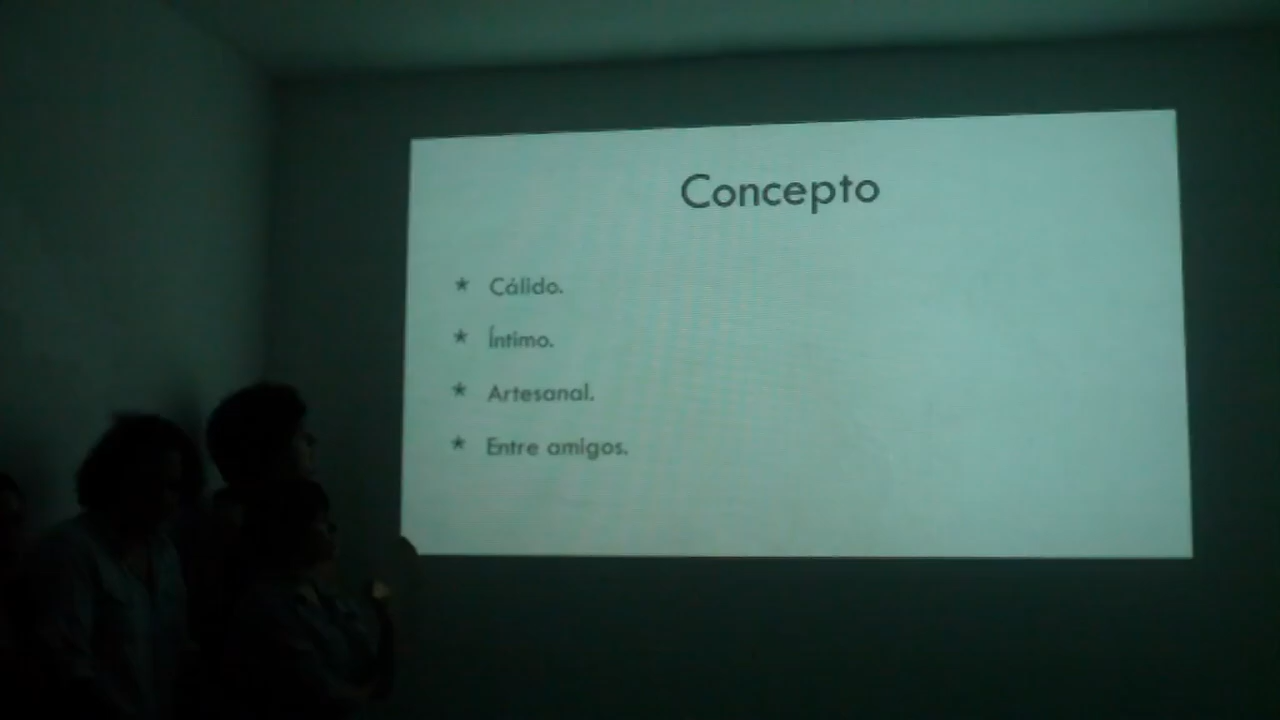 Concepto
* Cálido.
* Íntimo.
* Artesanal.
* Entre amigos.